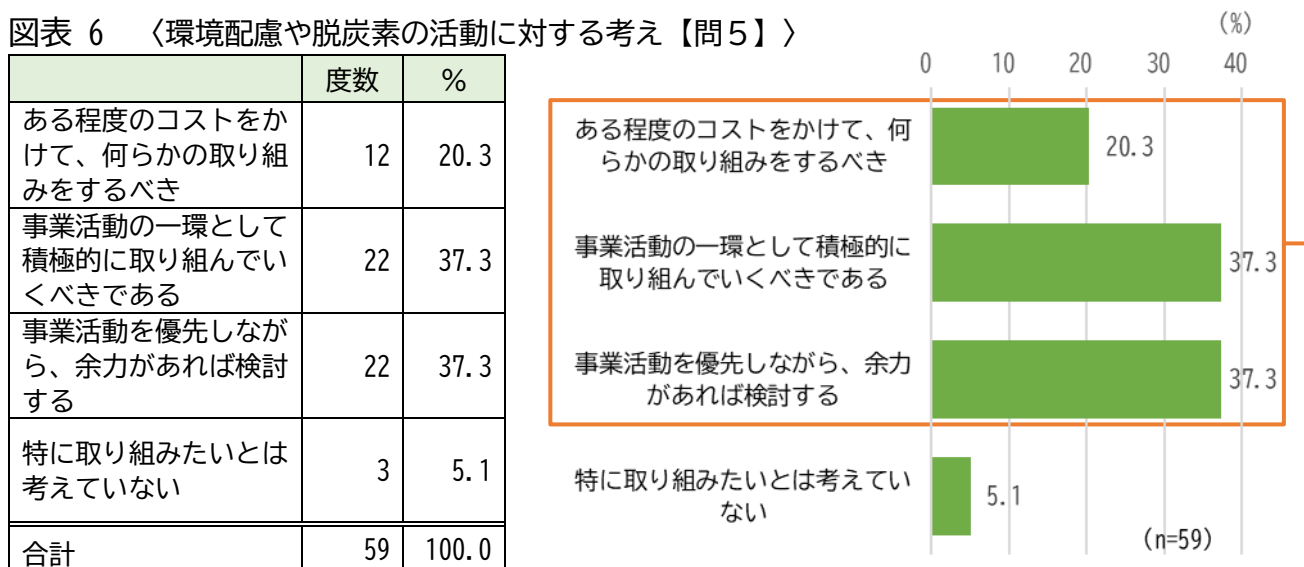 図表 6 〈環境配慮や脱炭素の活動に対する考え【問５】〉
度数 %
ある程度のコストをか
けて、何らかの取り組
みをするべき
12 20.3
事業活動の一環として
積極的に取り組んでい
くべきである
22 37.3
事業活動を優先しなが
ら、余力があれば検討
する
22 37.3
特に取り組みたいとは
考えていない
3 5.1
合計 59 100.0
(%)
0 10 20 30 40
ある程度のコストをかけて、何
らかの取り組みをするべき
20.3
事業活動の一環として積極的に
取り組んでいくべきである
37.3
事業活動を優先しながら、余力
があれば検討する
37.3
特に取り組みたいとは考えてい
ない
5.1
(n=59)